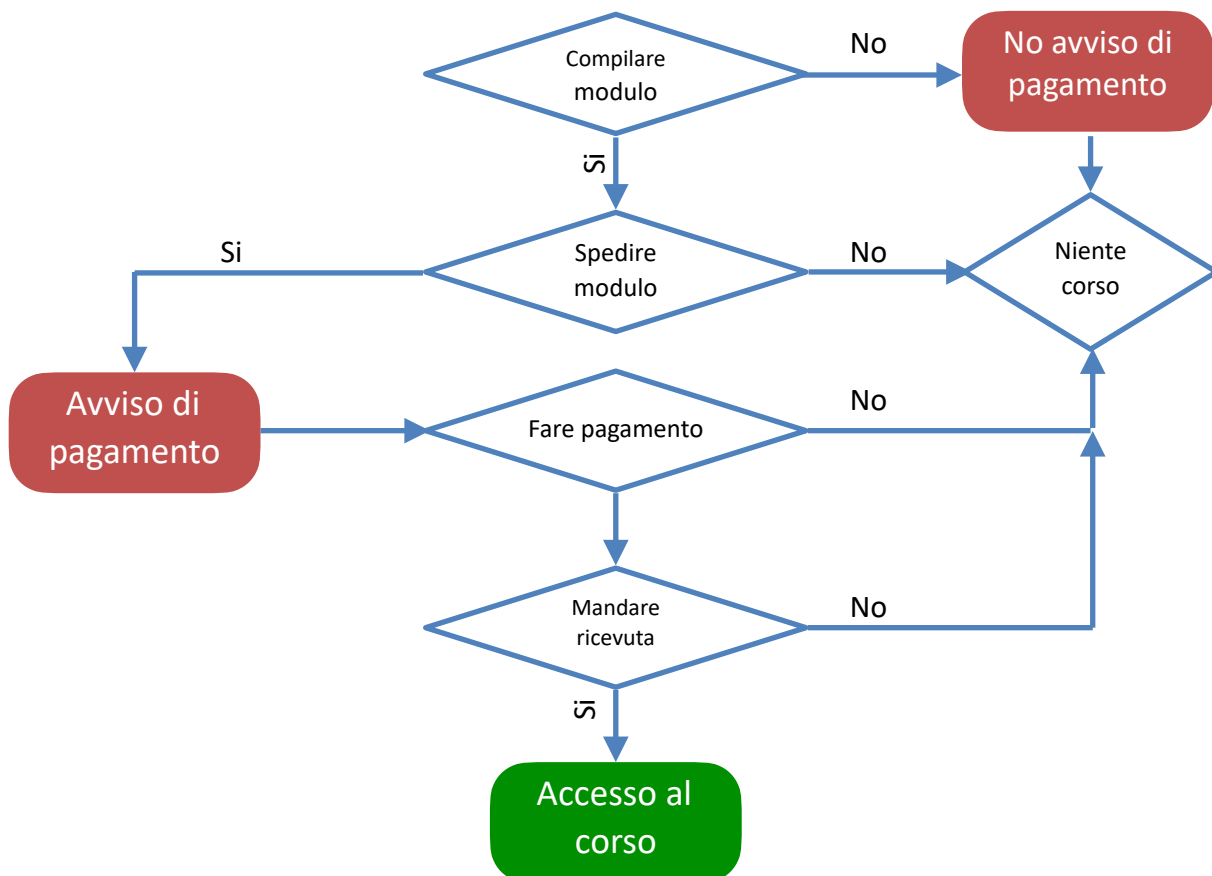 Compilare
modulo
No
No avviso di
pagamento
Si
Si
Spedire
modulo
No
Niente
corso
Avviso di
pagamento
Fare pagamento
No
Mandare
ricevuta
No
Si
Accesso al
corso